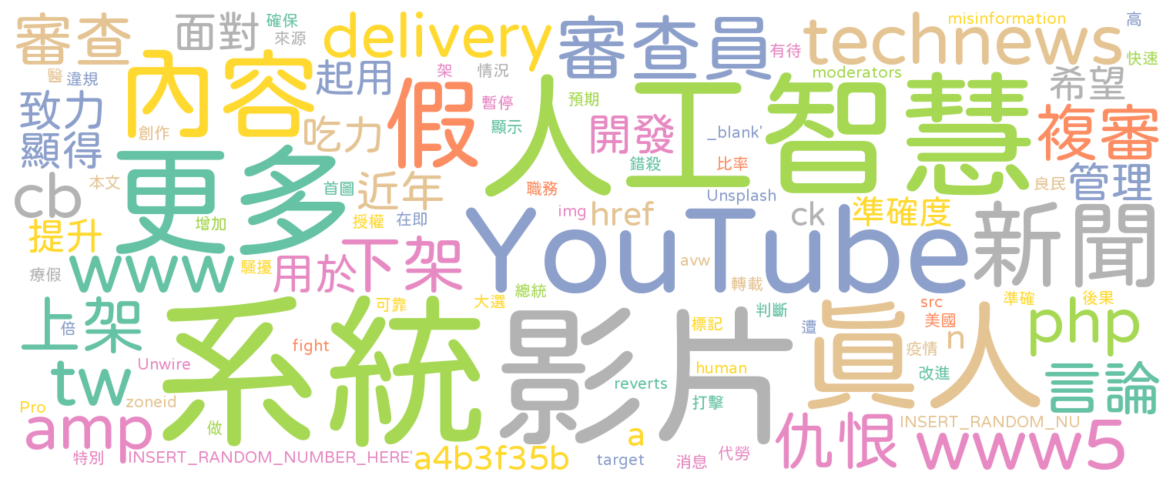 審查 面對 確保 來源 delivery 審查員 有待 technews misinformation 高 快速
醫 違規 內容 起用 架 情況 人工智慧 moderators 希望
致力 創作 吃力 假 暫停 預期 顯示 開發 _blank' 複審
顯得 更多 首圖 近年 錯殺 比率 職務 Unsplash 良民 管理
cb 本文 增加 授權 在即 img href ck 準確度
提升 www 騷擾 用於 下架 YouTube avw 轉載 新聞
療假 上架 倍 系統 可靠 大選 總統 影片 標記 判斷 遭 真人 src 美國 準確 後果 php
tw Unwire fight reverts human 疫情 n 改進 言論
Pro zoneid 做 打擊 a 仇恨 INSERT_RANDOM_NU
amp 特別 INSERT_RANDOM_NUMBER_HERE' a4b3f35b target 消息 代勞 www5